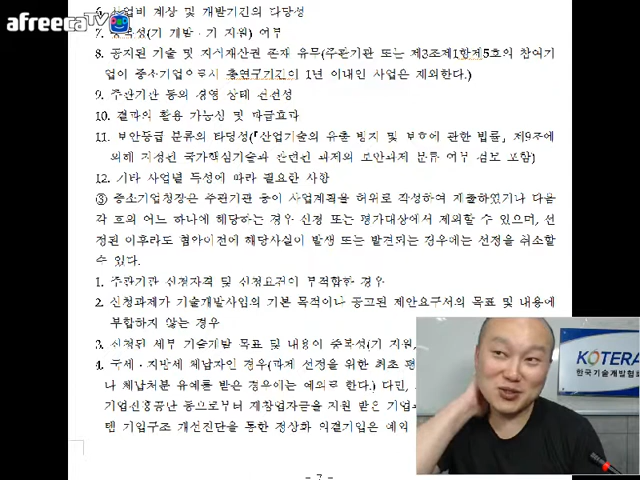 afreecaTV
6. 사업비 계상 및 개발기간의 타당성
7. 중복성(기 개발·기 지원) 여부
8. 공지된 기술 및 지식재산권 존재 유무(주관기관 또는 제3조제1항제5호의 참여기
업이 중소기업으로서 총연구기간이 1년 이내인 사업은 제외한다.)
9. 주관기관 등의 경영 상태 건전성
10. 결과의 활용 가능성 및 파급효과
11. 보안등급 분류의 타당성(「산업기술의 유출 방지 및 보호에 관한 법률」 제9조에
의해 지정된 국가핵심기술과 관련된 과제의 보안과제 분류 여부 검토 포함)
12. 기타 사업별 특성에 따라 필요한 사항
③ 중소기업청장은 주관기관 등이 사업계획을 허위로 작성하여 제출하였거나 다음
각 호의 어느 하나에 해당하는 경우 신청 또는 평가대상에서 제외할 수 있으며, 선
정된 이후라도 협약이전에 해당사실이 발생 또는 발견되는 경우에는 선정을 취소할
수 있다.
1. 주관기관 신청자격 및 신청요건이 부적합한 경우
2. 신청과제가 기술개발사업의 기본 목적이나 공고된 제안요구서의 목표 및 내용에
부합하지 않는 경우
3. 신청된 세부 기술개발 목표 및 내용이 중복성(기 지원,
4. 국세·지방세 체납자인 경우(과제 선정을 위한 최초 평
나 체납처분 유예를 받은 경우에는 예외로 한다.) 다만,
기업진흥공단 등으로부터 재창업자금을 지원 받은 기업
템 기업구조 개선진단을 통한 정상화 의결기업은 예외
- 7 -
KOTERA
한국기술개발협회